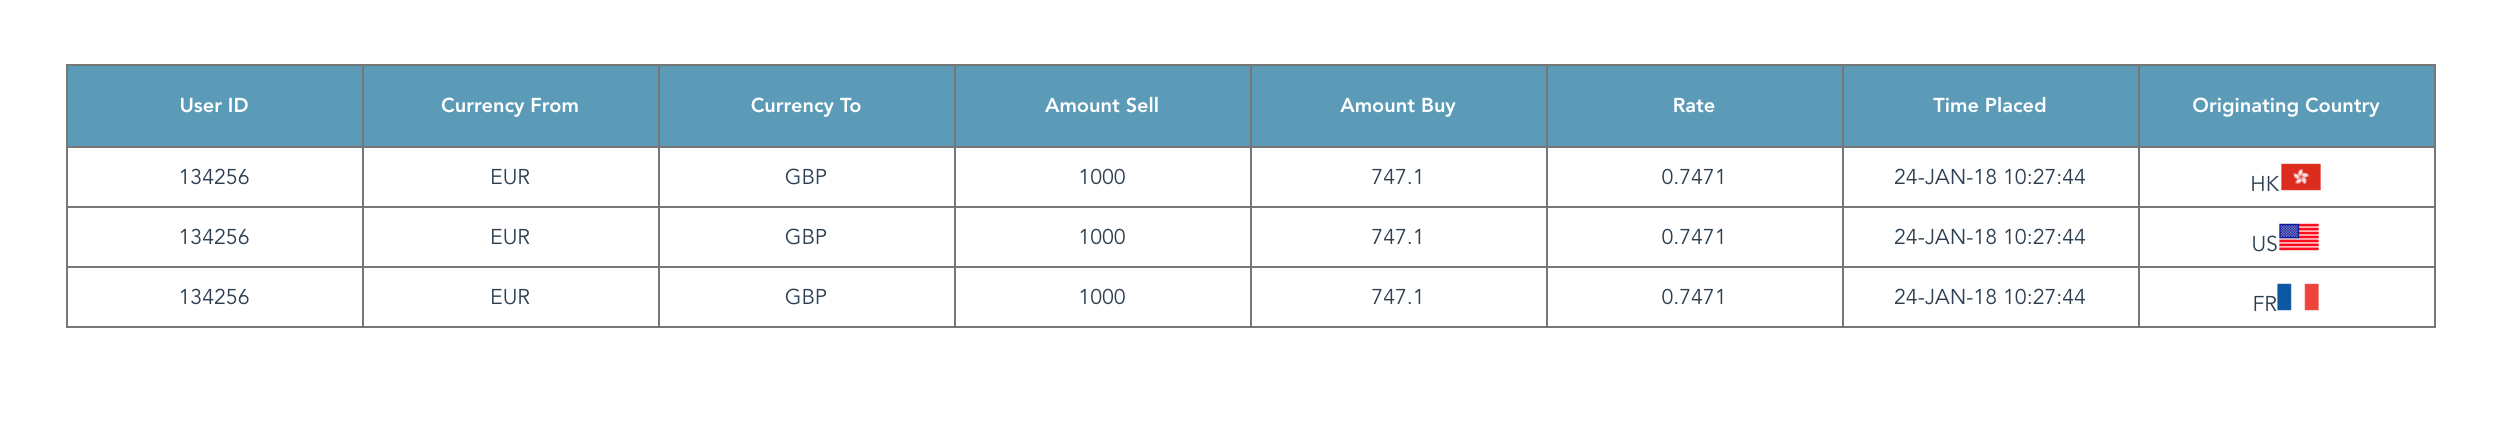 User ID Currency From Currency To Amount Sell Amount Buy Rate Time Placed Originating Country
134256 EUR GBP 1000 747.1 0.7471 24-JAN-18 10:27:44 HK
134256 EUR GBP 1000 747.1 0.7471 24-JAN-18 10:27:44 US
134256 EUR GBP 1000 747.1 0.7471 24-JAN-18 10:27:44 FR